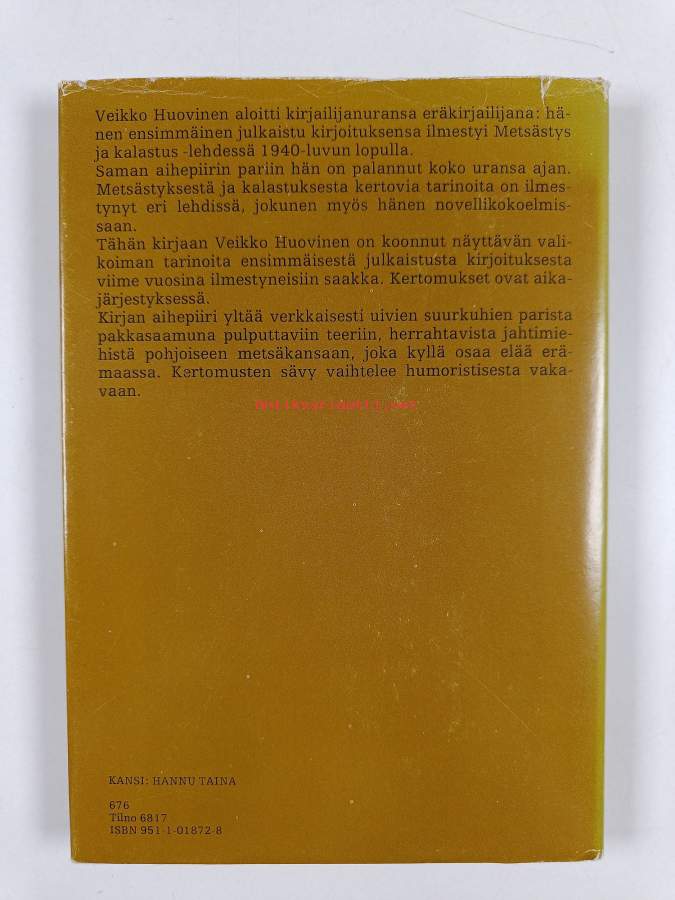 Veikko Huovinen aloitti kirjailijanuransa eräkirjailijana: hä-
nen ensimmäinen julkaistu kirjoituksensa ilmestyi Metsästys
ja kalastus -lehdessä 1940-luvun lopulla.
Saman aihepiirin pariin hän on palannut koko uransa ajan.
Metsästyksestä ja kalastuksesta kertovia tarinoita on ilmes-
tynyt eri lehdissä, jokunen myös hänen novellikokoelmis-
saan.
Tähän kirjaan Veikko Huovinen on koonnut näyttävän vali-
koiman tarinoita ensimmäisestä julkaistusta kirjoituksesta
viime vuosina ilmestyneisiin saakka. Kertomukset ovat aika-
järjestyksessä.
Kirjan aihepiiri yltää verkkaisesti uivien suurkuhien parista
pakkasaamuna pulputtaviin teeriin, herrahtavista jahtimie-
histä pohjoiseen metsäkansaan, joka kyllä osaa elää erä-
maassa. Kertomusten sävy vaihtelee humoristisesta vaka-
vaan.
antikvariaatti.net
KANSI: HANNU TAINA
676
Tilno 6817
ISBN 951-1-01872-8